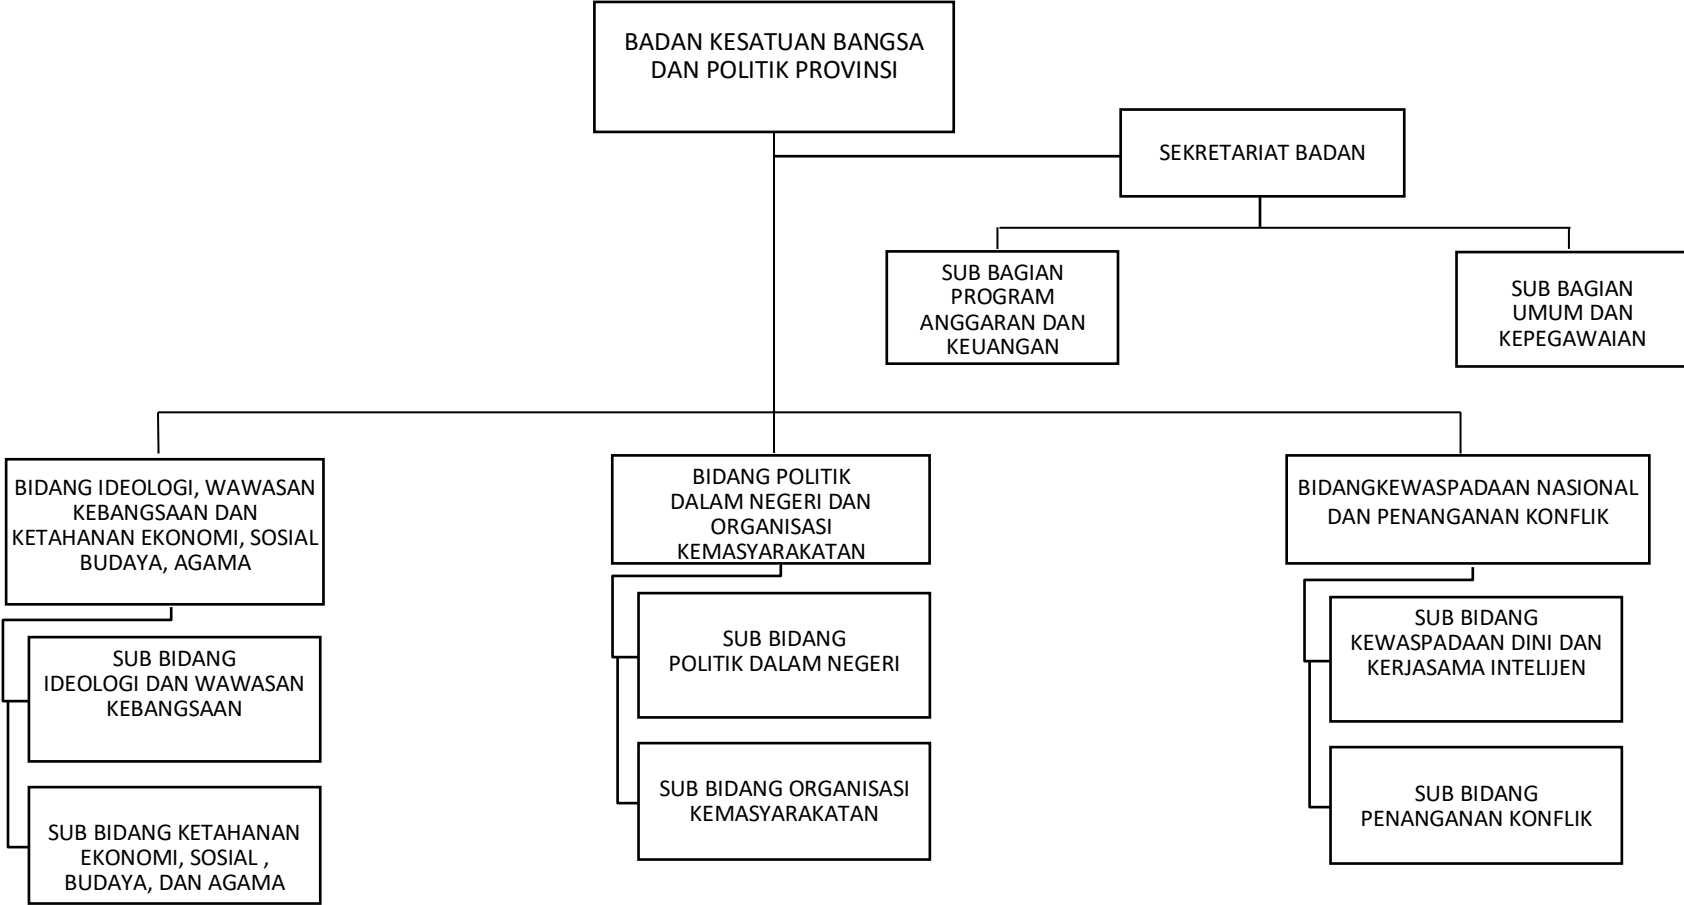 BADAN KESATUAN BANGSA
DAN POLITIK PROVINSI
SEKRETARIAT BADAN
SUB BAGIAN
PROGRAM
ANGGARAN DAN
KEUANGAN
SUB BAGIAN
UMUM DAN
KEPEGAWAIAN
BIDANG IDEOLOGI, WAWASAN
KEBANGSAAN DAN
KETAHANAN EKONOMI, SOSIAL
BUDAYA, AGAMA
BIDANG POLITIK
DALAM NEGERI DAN
ORGANISASI
KEMASYARAKATAN
BIDANGKEWASPADAAN NASIONAL
DAN PENANGANAN KONFLIK
SUB BIDANG
IDEOLOGI DAN WAWASAN
KEBANGSAAN
SUB BIDANG
POLITIK DALAM NEGERI
SUB BIDANG
KEWASPADAAN DINI DAN
KERJASAMA INTELIJEN
SUB BIDANG KETAHANAN
EKONOMI, SOSIAL ,
BUDAYA, DAN AGAMA
SUB BIDANG ORGANISASI
KEMASYARAKATAN
SUB BIDANG
PENANGANAN KONFLIK